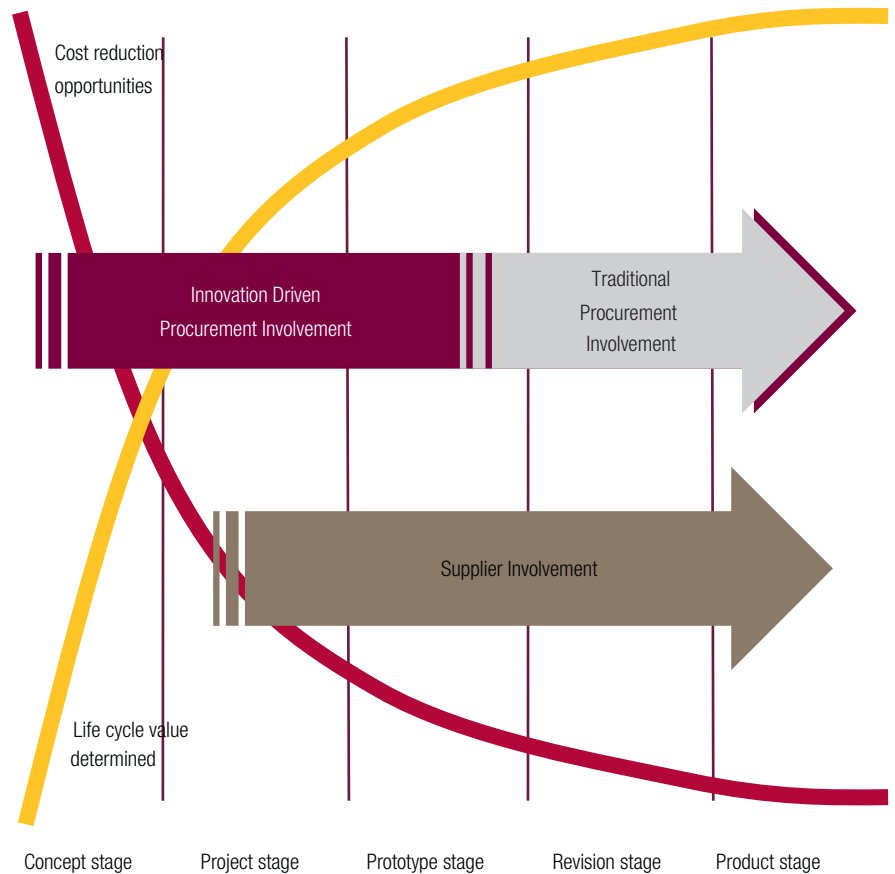 Cost reduction
opportunities
Innovation Driven
Procurement Involvement
Traditional
Procurement
Involvement
Supplier Involvement
Life cycle value
determined
Concept stage
Project stage
Prototype stage
Revision stage
Product stage